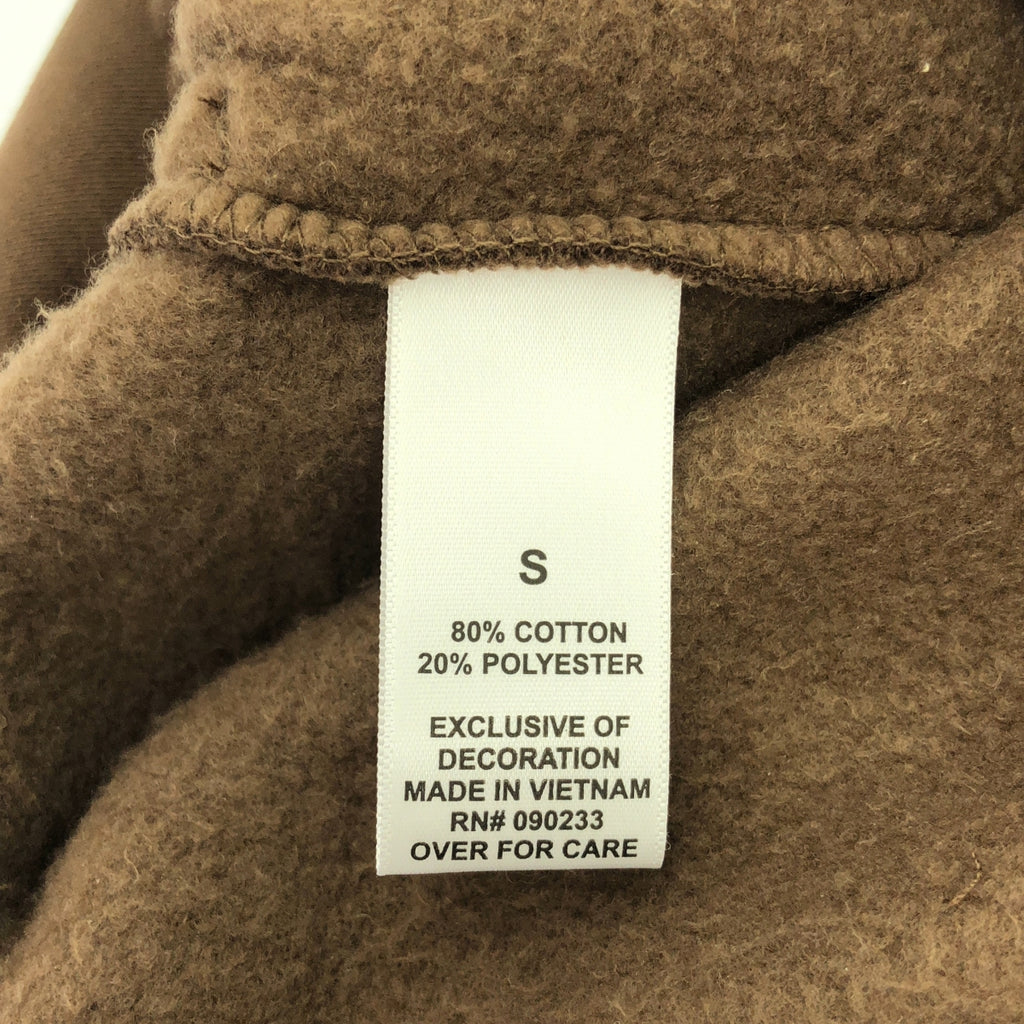 S
80% COTTON
20% POLYESTER
EXCLUSIVE OF
DECORATION
MADE IN VIETNAM
RN# 090233
OVER FOR CARE